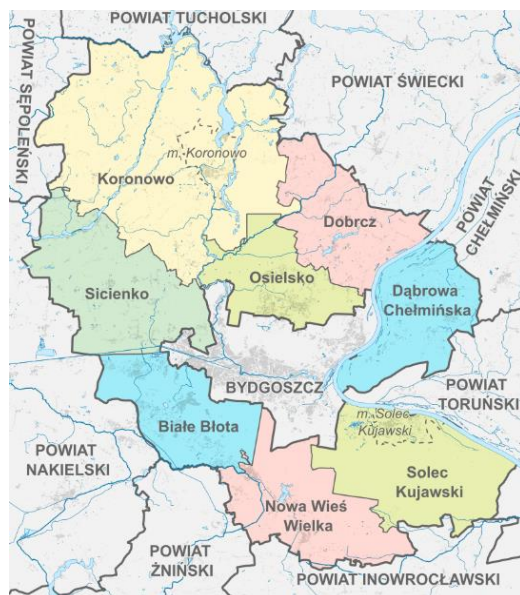 POWIAT TUCHOLSKI
POWIAT ŚWIECKI
POWIAT
SĘPOLEŃSKI
m. Koronowo
Koronowo
Dobrcz
POWIAT
CHEŁMIŃSKI
Osielsko
Sicienko
Dąbrowa
Chełmińska
BYDGOSZCZ
POWIAT
TORUŃSKI
Białe Błota
m. Solec
Kujawski
POWIAT
NAKIELSKI
Solec
Kujawski
Nowa Wieś
Wielka
POWIAT
ŻNIŃSKI
POWIAT INOWROCŁAWSKI